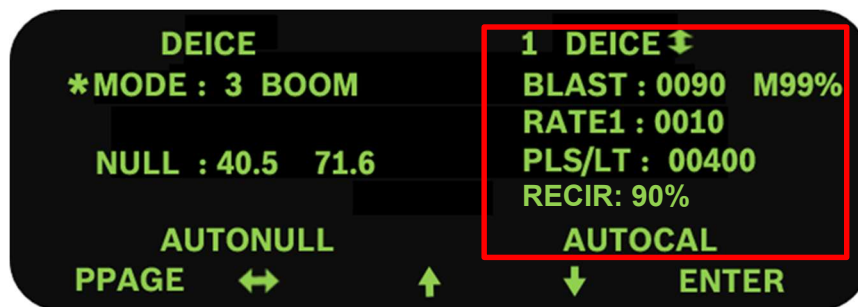 DEICE 1 DEICE ↕
*MODE : 3 BOOM BLAST : 0090 M99%
RATE1 : 0010
NULL : 40.5 71.6 PLS/LT : 00400
RECIR: 90%
AUTONULL AUTOCAL
PPAGE ↔ ↑ ↓ ENTER